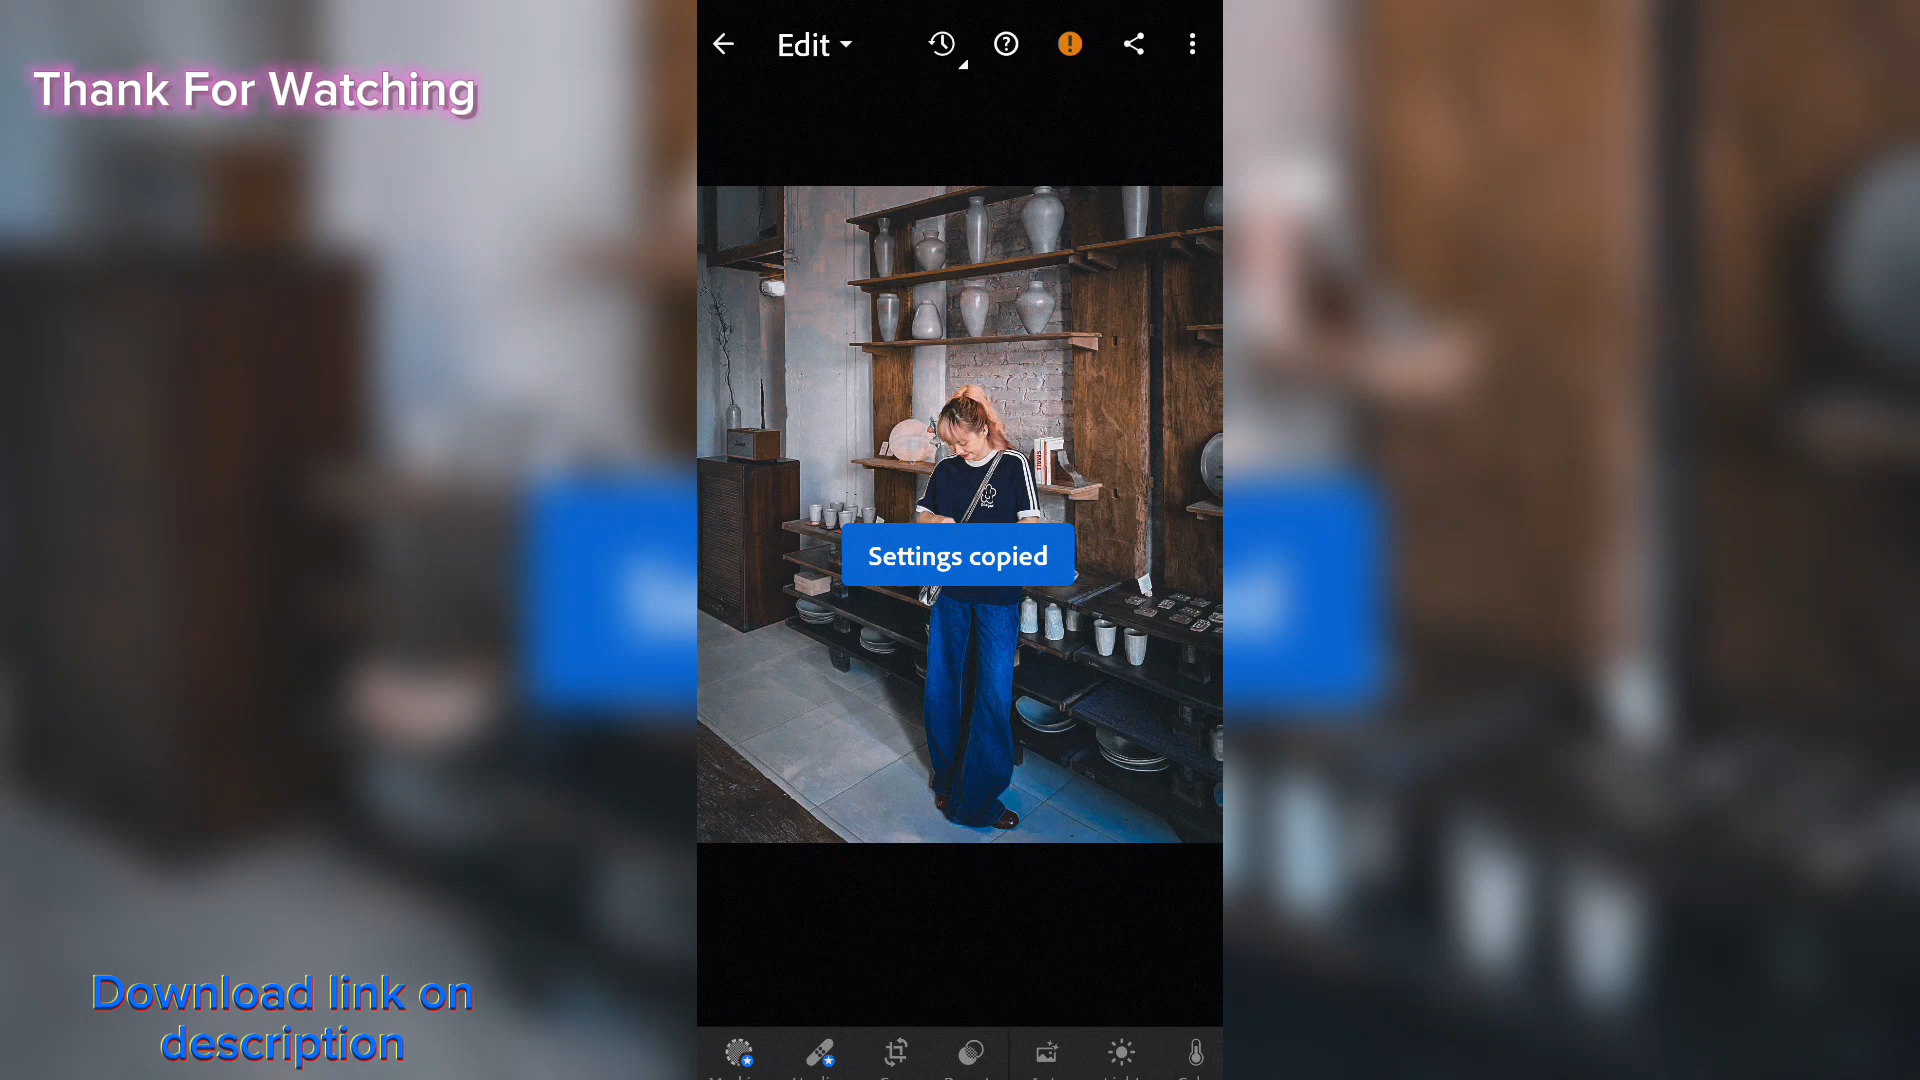 Thank For Watching
Edit
Settings copied
Download link on
description